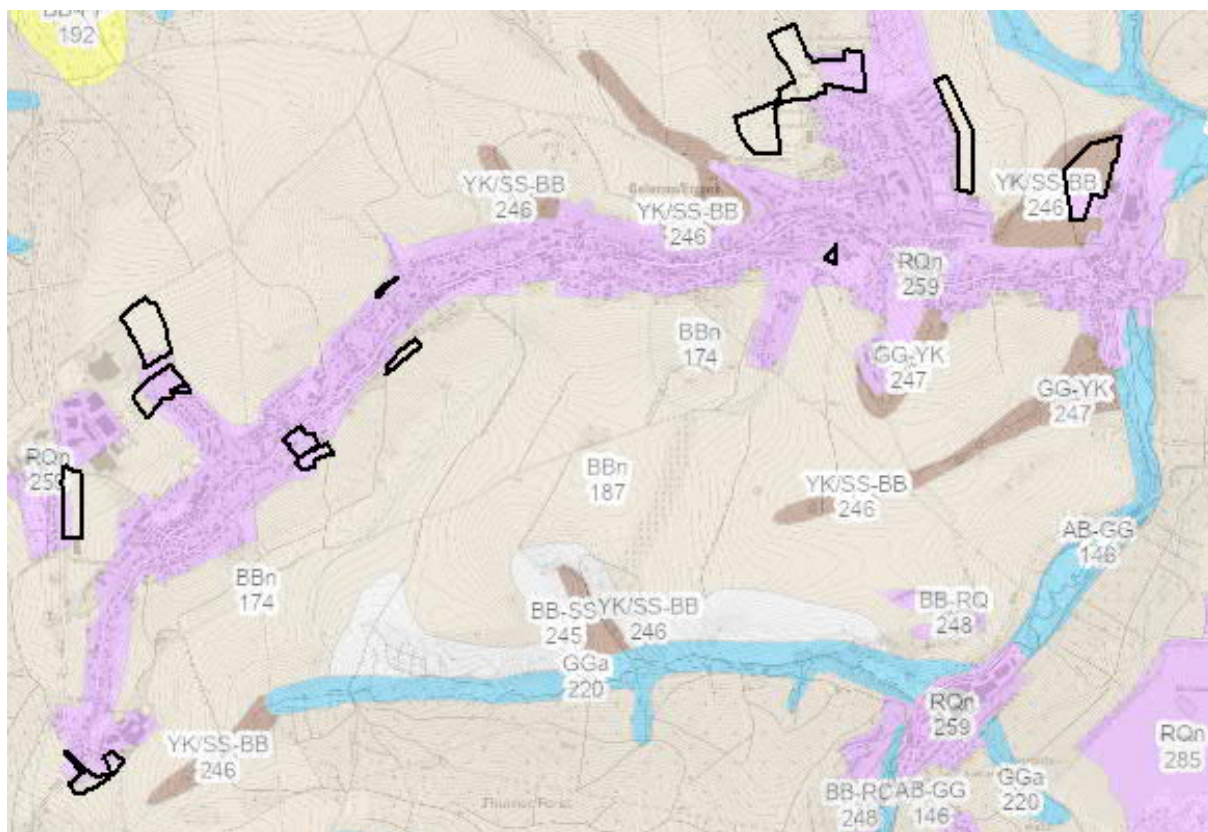 192
YK/SS-BB
246
YK/SS-BB
246
YK/SS-BB
246
RQn
259
BBn
174
GG-YK
247
GG-YK
247
RQn
BBn
187
YK/SS-BB
246
AB-GG
146
BBn
174
BB-SS
245
YK/SS-BB
246
BB-RQ
248
GGa
220
RQn
259
YK/SS-BB
246
RQn
285
BB-RQ
248
AB-GG
146
GGa
220